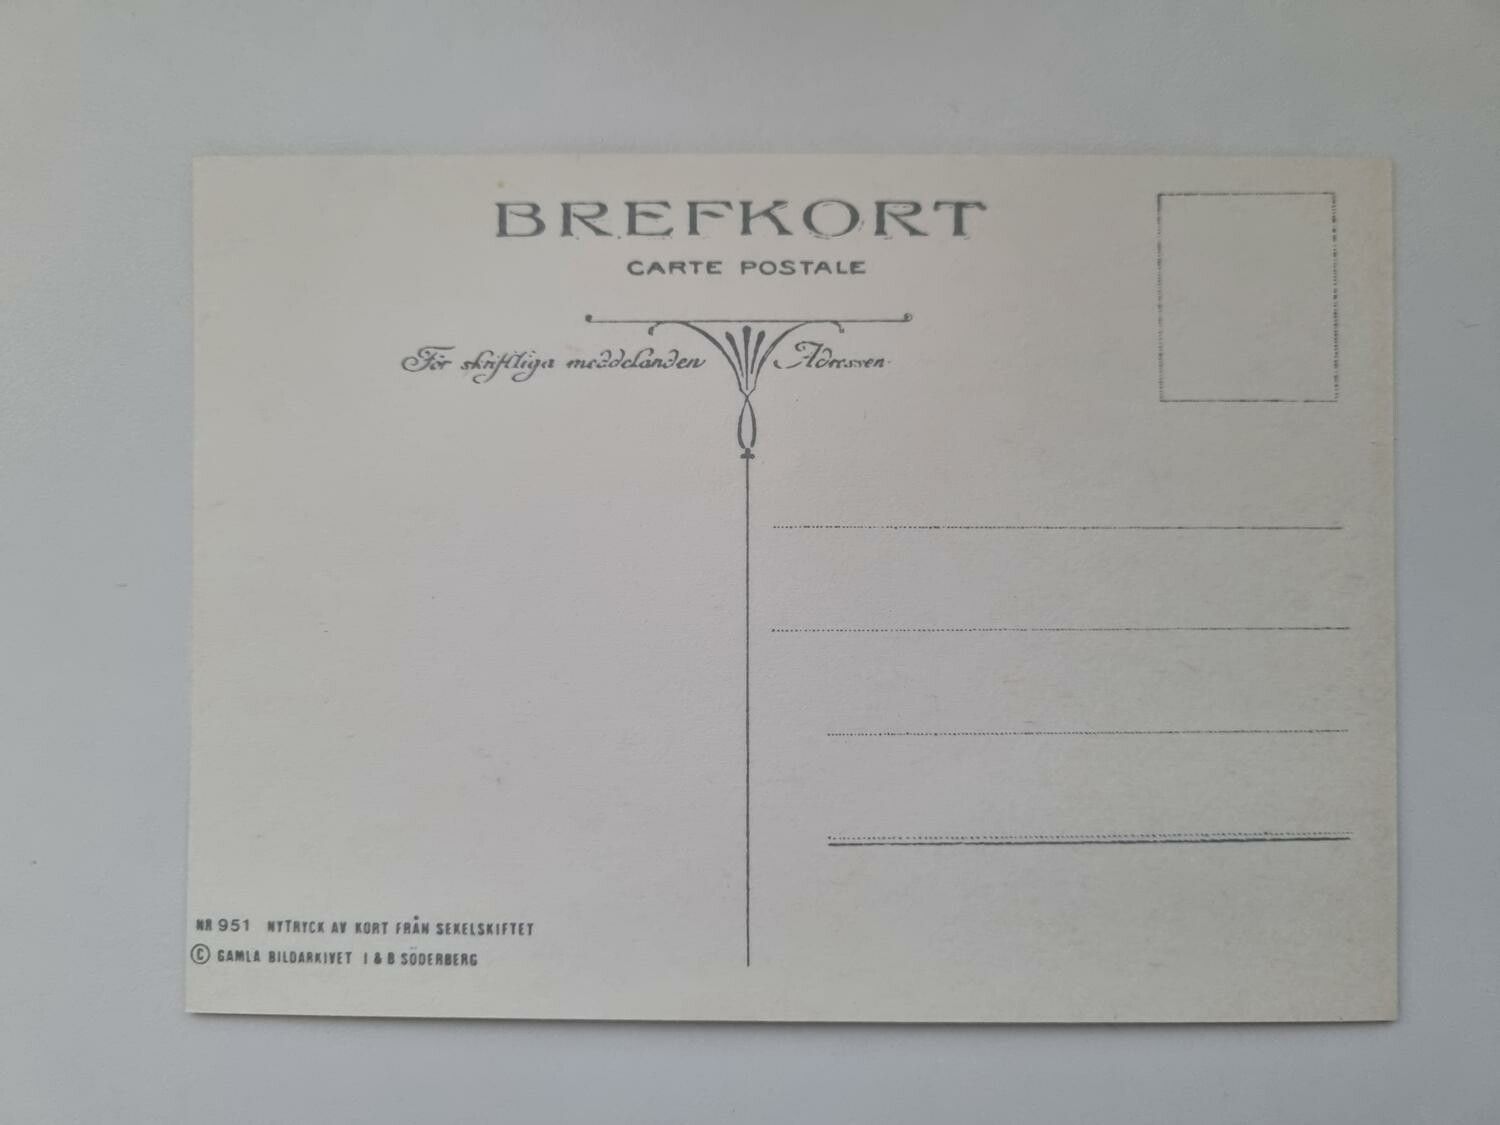 BREFKORT
CARTE POSTALE
För skriftliga meddelanden Adressen
NR 951 NYTRYCK AV KORT FRÅN SEKELSKIFTET
© GAMLA BILDARKIVET I & B SÖDERBERG